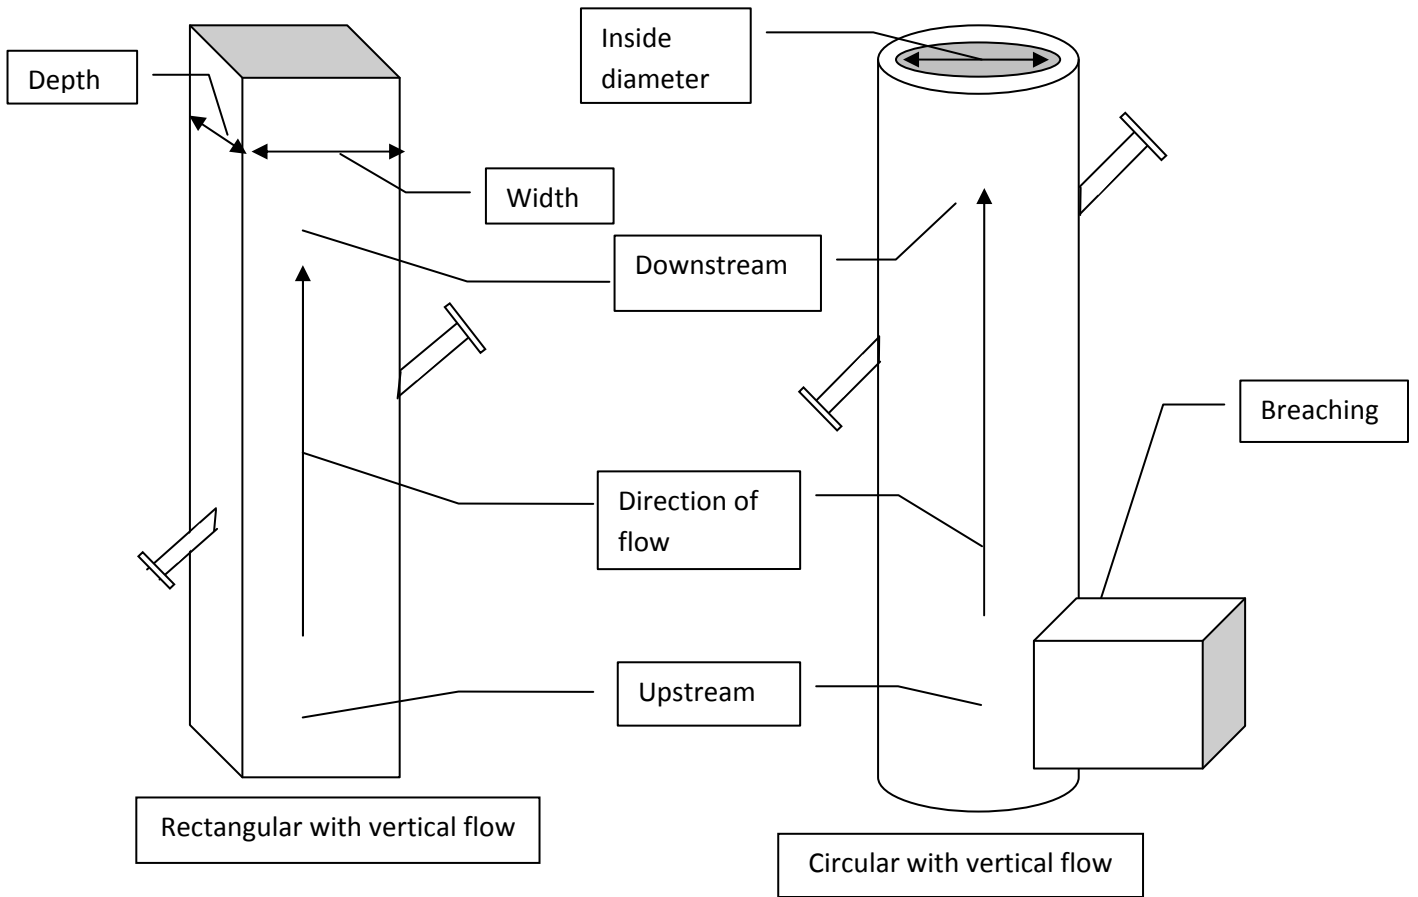 Inside
diameter
Depth
Width
Downstream
Breaching
Direction of
flow
Upstream
Rectangular with vertical flow
Circular with vertical flow